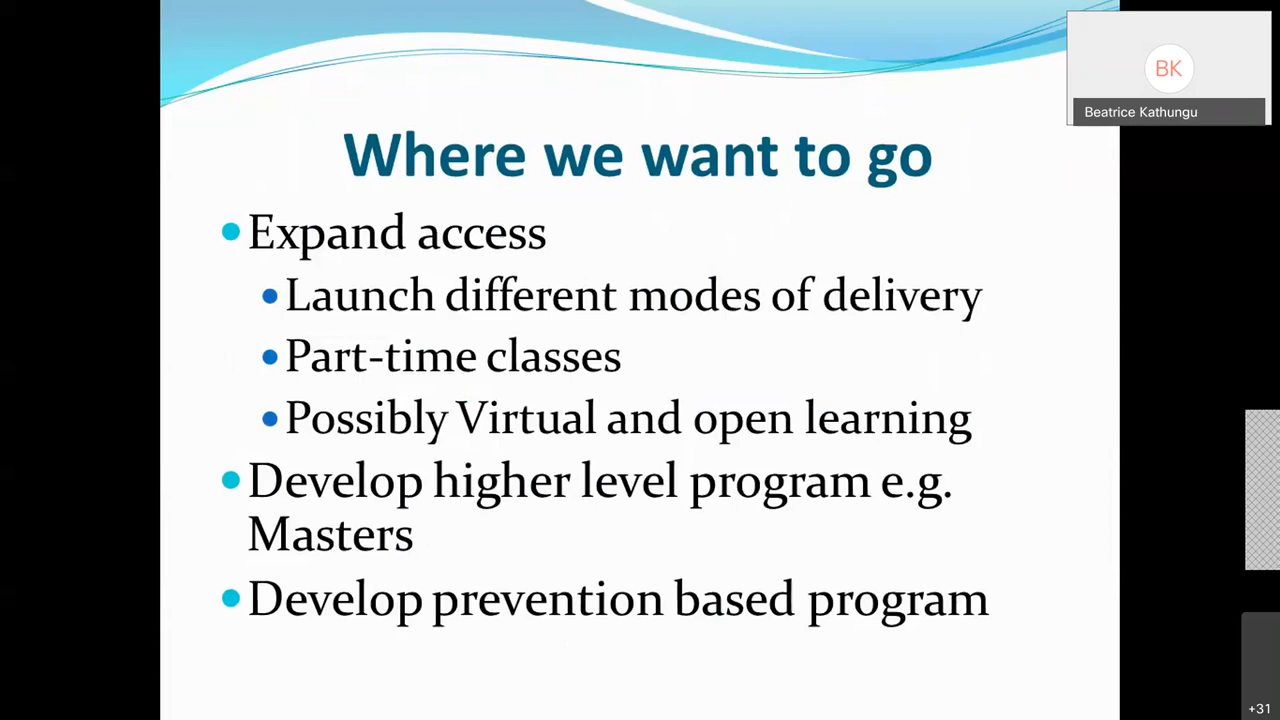 BK
Beatrice Kathungu
Where we want to go
•Expand access
•Launch different modes of delivery
•Part-time classes
•Possibly Virtual and open learning
•Develop higher level program e.g.
Masters
•Develop prevention based program
+31